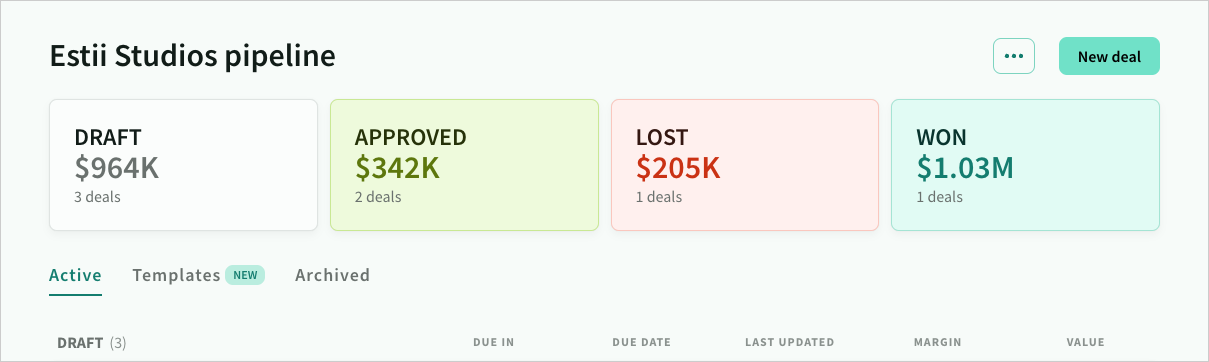 Estii Studios pipeline
New deal
DRAFT
$964K
3 deals
APPROVED
$342K
2 deals
LOST
$205K
1 deals
WON
$1.03M
1 deals
Active Templates NEW Archived
DRAFT (3) DUE IN DUE DATE LAST UPDATED MARGIN VALUE